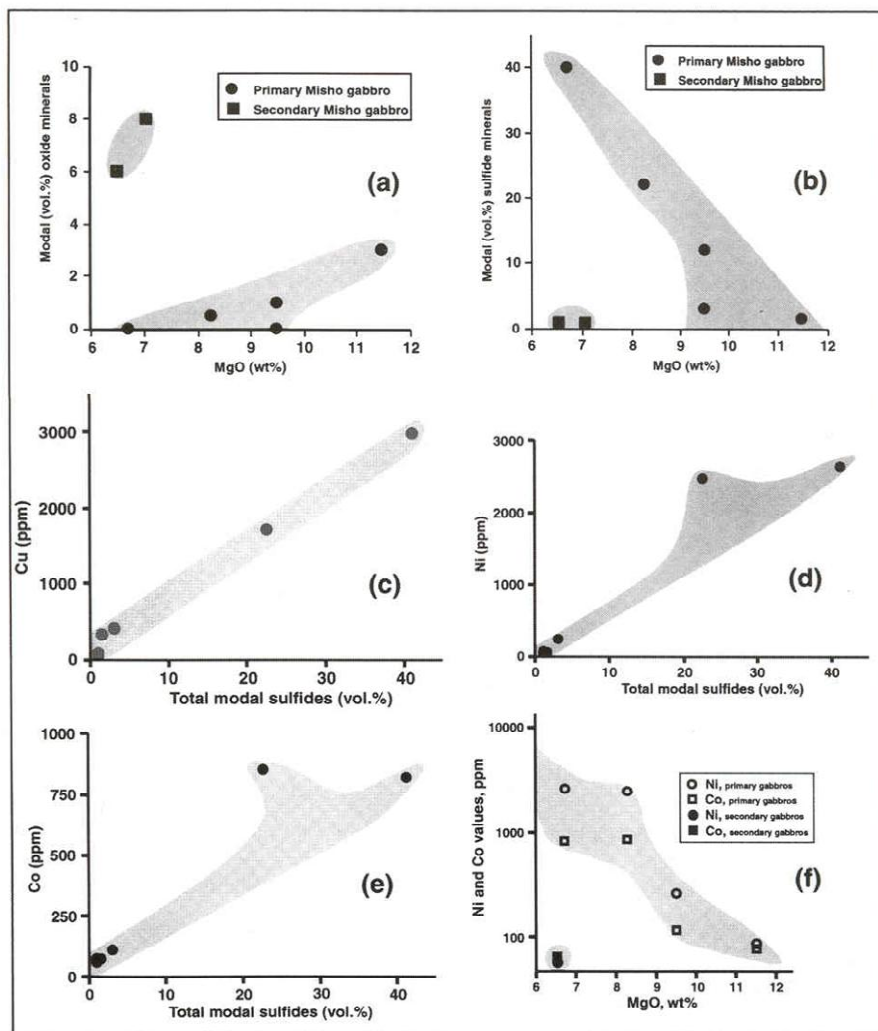 Modal (vol.%) oxide minerals
10
8
6
4
2
0
6 7 8 9 10 11 12
MgO (wt%)
Primary Misho gabbro
Secondary Misho gabbro
(a)
Modal (vol.%) sulfide minerals
40
30
20
10
0
6 7 8 9 10 11 12
MgO (wt%)
Primary Misho gabbro
Secondary Misho gabbro
(b)
Cu (ppm)
3000
2000
1000
0
0 10 20 30 40
Total modal sulfides (vol.%)
(c)
Ni (ppm)
3000
2000
1000
0
0 10 20 30 40
Total modal sulfides (vol.%)
(d)
Co (ppm)
1000
750
500
250
0
0 10 20 30 40
Total modal sulfides (vol.%)
(e)
Ni and Co values, ppm
10000
1000
100
6 7 8 9 10 11 12
MgO, wt%
Ni, primary gabbros
Co, primary gabbros
Ni, secondary gabbros
Co, secondary gabbros
(f)